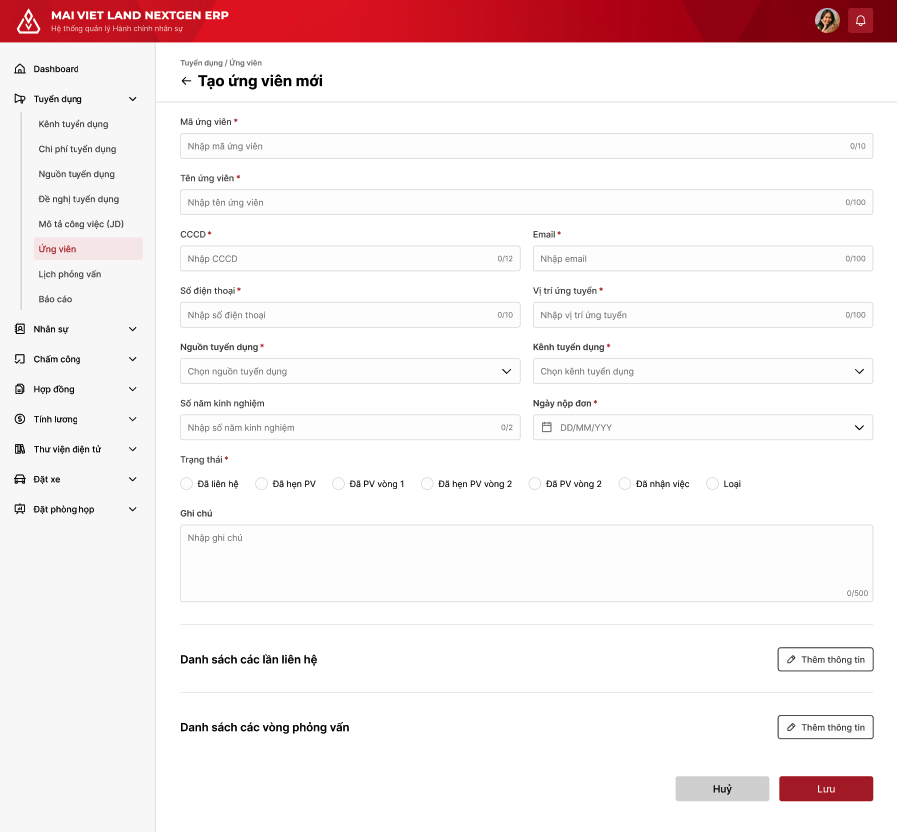 MAI VIET LAND NEXTGEN ERP
Hệ thống quản lý Hành chính nhân sự
Dashboard
Tuyển dụng
Kênh tuyển dụng
Chi phí tuyển dụng
Nguồn tuyển dụng
Đề nghị tuyển dụng
Mô tả công việc (JD)
Ứng viên
Lịch phỏng vấn
Báo cáo
Nhân sự
Chấm công
Hợp đồng
Tính lương
Thư viện điện tử
Đặt xe
Đặt phòng họp
Tuyển dụng / Ứng viên
Tạo ứng viên mới
Mã ứng viên *
Nhập mã ứng viên 0/10
Tên ứng viên *
Nhập tên ứng viên 0/100
CCCD * Email *
Nhập CCCD 0/12 Nhập email 0/100
Số điện thoại * Vị trí ứng tuyển *
Nhập số điện thoại 0/10 Nhập vị trí ứng tuyển 0/100
Nguồn tuyển dụng * Kênh tuyển dụng *
Chọn nguồn tuyển dụng Chọn kênh tuyển dụng
Số năm kinh nghiệm Ngày nộp đơn *
Nhập số năm kinh nghiệm 0/2 DD/MM/YYY
Trạng thái *
Đã liên hệ Đã hẹn PV Đã PV vòng 1 Đã hẹn PV vòng 2 Đã PV vòng 2 Đã nhận việc Loại
Ghi chú
Nhập ghi chú
0/500
Danh sách các lần liên hệ Thêm thông tin
Danh sách các vòng phỏng vấn Thêm thông tin
Huỷ Lưu